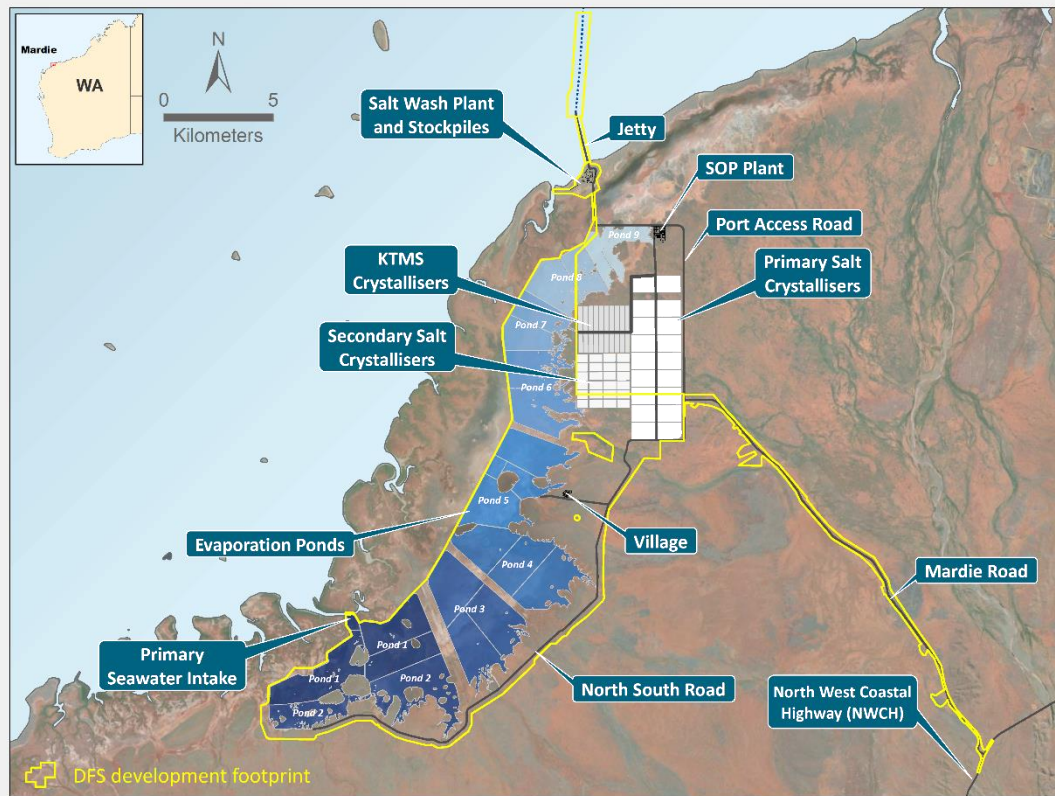 Mardie
WA
N
0
5
Kilometers
Salt Wash Plant
and Stockpiles
Jetty
SOP Plant
Port Access Road
Pond 9
KTMS
Crystallisers
Pond 8
Primary Salt
Crystallisers
Pond 7
Secondary Salt
Crystallisers
Pond 6
Pond 5
Evaporation Ponds
Village
Pond 4
Mardie Road
Pond 3
Primary
Seawater Intake
Pond 1
Pond 1
Pond 2
North South Road
North West Coastal
Highway (NWCH)
Pond 2
DFS development footprint